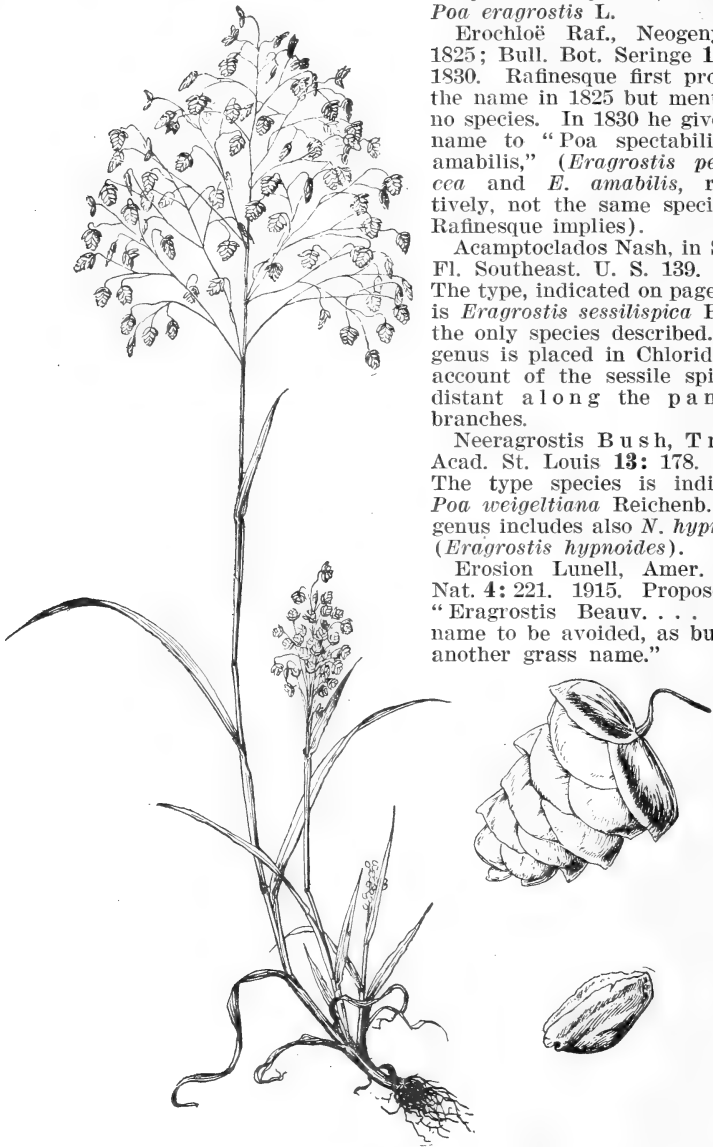 Poa eragrostis L.
Erochloë Raf., Neogen
1825; Bull. Bot. Seringe 1
1830. Rafinesque first pro
the name in 1825 but men
no species. In 1830 he giv
name to “Poa spectabili
amabilis,” (Eragrostis pe
cea and E. amabilis, r
tively, not the same speci
Rafinesque implies).
Acamptoclados Nash, in S
Fl. Southeast. U. S. 139.
The type, indicated on page
is Eragrostis sessilispica B
the only species described.
genus is placed in Chlorid
account of the sessile spi
distant along the pan
branches.
Neeragrostis Bush, Tr
Acad. St. Louis 13: 178.
The type species is indi
Poa weigeltiana Reichenb.
genus includes also N. hyp
(Eragrostis hypnoides).
Erosion Lunell, Amer.
Nat. 4: 221. 1915. Propos
“Eragrostis Beauv. . . .
name to be avoided, as bu
another grass name.”